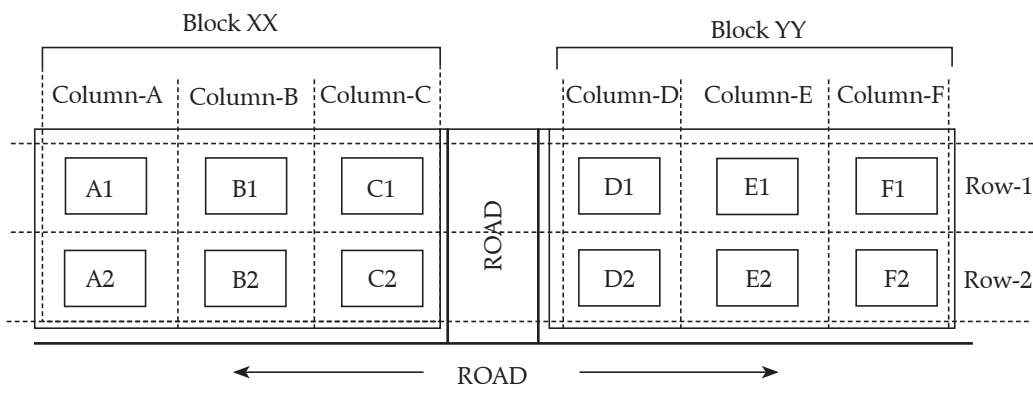 Block XX Block YY
Column-A Column-B Column-C Column-D Column-E Column-F
A1 B1 C1 D1 E1 F1 Row-1
ROAD
A2 B2 C2 D2 E2 F2 Row-2
ROAD